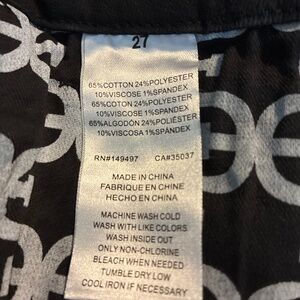 27
65%COTTON 24%POLYESTER
10%VISCOSE 1%SPANDEX
65%COTON 24%POLYESTER
10%VISCOSE 1%SPANDEX
65%ALGODÓN 24%POLIÉSTER
10%VISCOSA 1%SPANDEX
RN#149497 CA#35037
MADE IN CHINA
FABRIQUE EN CHINE
HECHO EN CHINA
MACHINE WASH COLD
WASH WITH LIKE COLORS
WASH INSIDE OUT
ONLY NON-CHLORINE
BLEACH WHEN NEEDED
TUMBLE DRY LOW
COOL IRON IF NECESSARY